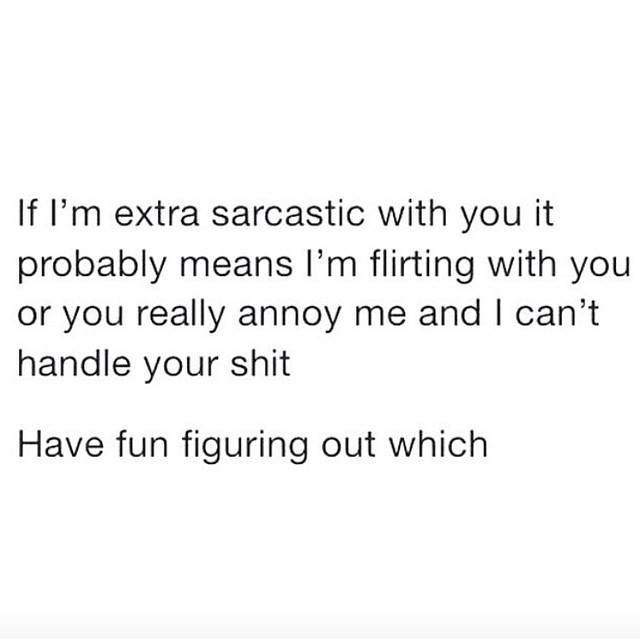 If I’m extra sarcastic with you it
probably means I’m flirting with you
or you really annoy me and I can’t
handle your shit
Have fun figuring out which